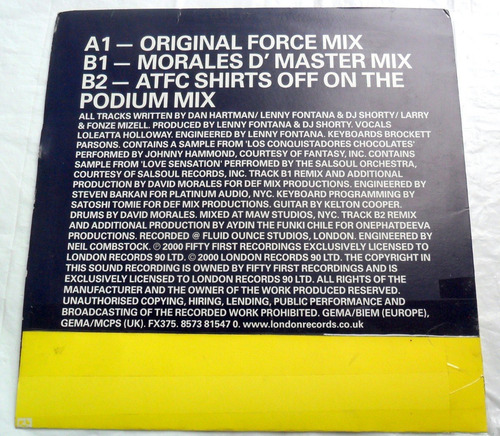 A1 – ORIGINAL FORCE MIX
B1 – MORALES D' MASTER MIX
B2 – ATFC SHIRTS OFF ON THE
PODIUM MIX
ALL TRACKS WRITTEN BY DAN HARTMAN/ LENNY FONTANA & DJ SHORTY/ LARRY
& FONZE MIZELL. PRODUCED BY LENNY FONTANA & DJ SHORTY. VOCALS
LOLEATTA HOLLOWAY. ENGINEERED BY LENNY FONTANA. KEYBOARDS BROCKETT
PARSONS. CONTAINS A SAMPLE FROM 'LOS CONQUISTADORES CHOCOLATES'
PERFORMED BY JOHNNY HAMMOND, COURTESY OF FANTASY, INC. CONTAINS
SAMPLE FROM 'LOVE SENSATION' PERFROMED BY THE SALSOUL ORCHESTRA,
COURTESY OF SALSOUL RECORDS, INC. TRACK B1 REMIX AND ADDITIONAL
PRODUCTION BY DAVID MORALES FOR DEF MIX PRODUCTIONS. ENGINEERED BY
STEVEN BARKAN FOR PLATINUM AUDIO, NYC. KEYBOARD PROGRAMMING BY
SATOSHI TOMIE FOR DEF MIX PRODUCTIONS. GUITAR BY KELTON COOPER.
DRUMS BY DAVID MORALES. MIXED AT MAW STUDIOS, NYC. TRACK B2 REMIX
AND ADDITIONAL PRODUCTION BY AYDIN THE FUNKI CHILE FOR ONEPHATDEEVA
PRODUCTIONS. RECORDED @ FLUID OUNCE STUDIOS, LONDON. ENGINEERED BY
NEIL COMBSTOCK. ℗ 2000 FIFTY FIRST RECORDINGS EXCLUSIVELY LICENSED TO
LONDON RECORDS 90 LTD. © 2000 LONDON RECORDS 90 LTD. THE COPYRIGHT IN
THIS SOUND RECORDING IS OWNED BY FIFTY FIRST RECORDINGS AND IS
EXCLUSIVELY LICENSED TO LONDON RECORDS 90 LTD. ALL RIGHTS OF THE
MANUFACTURER AND THE OWNER OF THE WORK PRODUCED RESERVED.
UNAUTHORISED COPYING, HIRING, LENDING, PUBLIC PERFORMANCE AND
BROADCASTING OF THE RECORDED WORK PROHIBITED. GEMA/BIEM (EUROPE),
GEMA/MCPS (UK). FX375. 8573 81547 0. www.londonrecords.co.uk